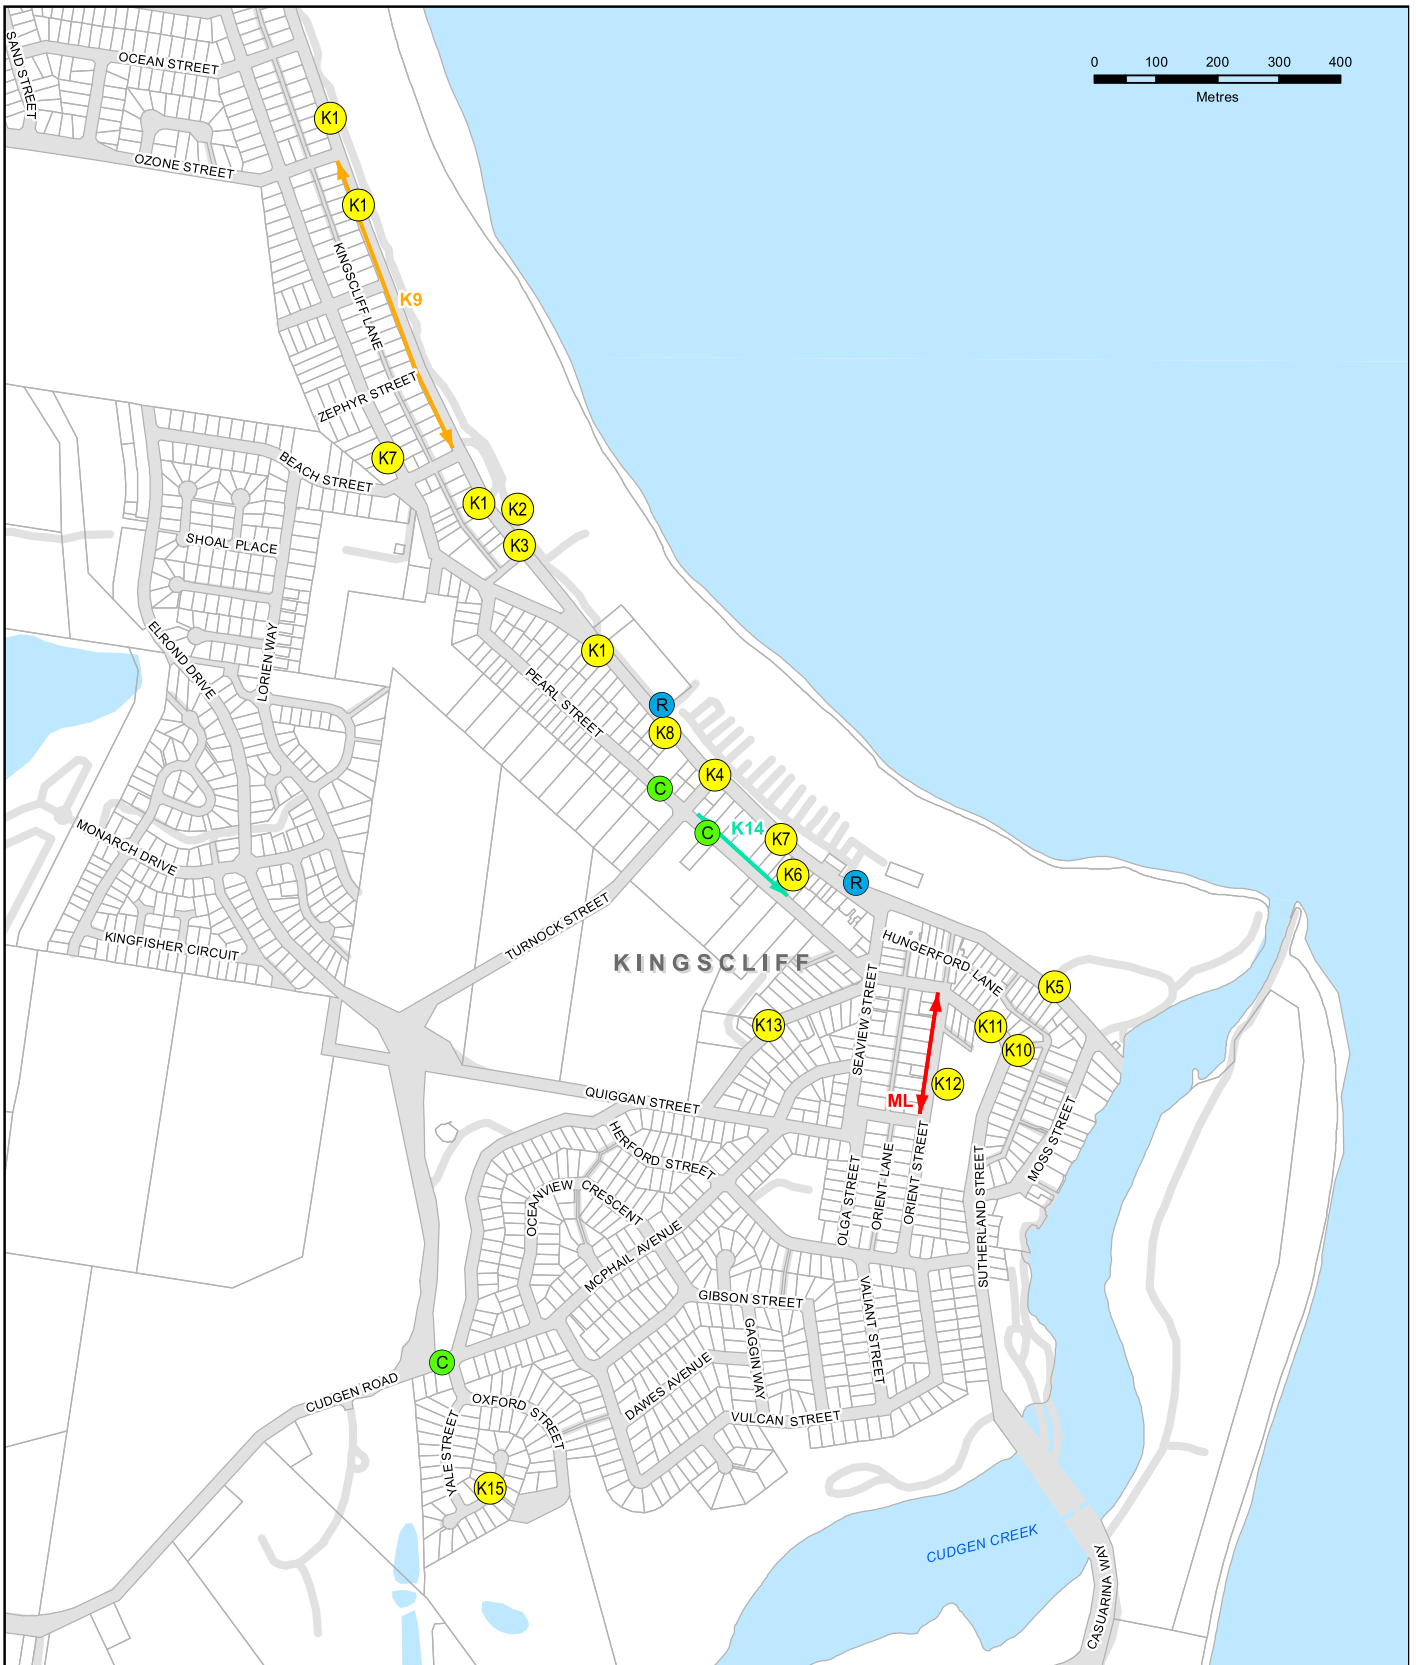 0 100 200 300 400
Metres
SAND STREET
OCEAN STREET
K1
OZONE STREET
K1
KINGSCLIFF LANE
K9
ZEPHYR STREET
K7
BEACH STREET
K1
K2
K3
SHOAL PLACE
ELROND DRIVE
LORIEN WAY
K1
PEARL STREET
R
K8
K4
C
C
K14
K7
K6
R
MONARCH DRIVE
TURNOCK STREET
KINGFISHER CIRCUIT
KINGSCLIFF
HUNGERFORD LANE
K5
SEAVIEW STREET
K13
K11
K10
K12
ML
QUIGGAN STREET
HERFORD STREET
MOSS STREET
OCEANVIEW CRESCENT
OLGA STREET
ORIENT LANE
ORIENT STREET
SUTHERLAND STREET
MCPHAIL AVENUE
GIBSON STREET
VALIANT STREET
GAGGIN WAY
C
CUDGEN ROAD
OXFORD STREET
DAWES AVENUE
VULCAN STREET
YALE STREET
K15
CUDGEN CREEK
CASUARINA WAY